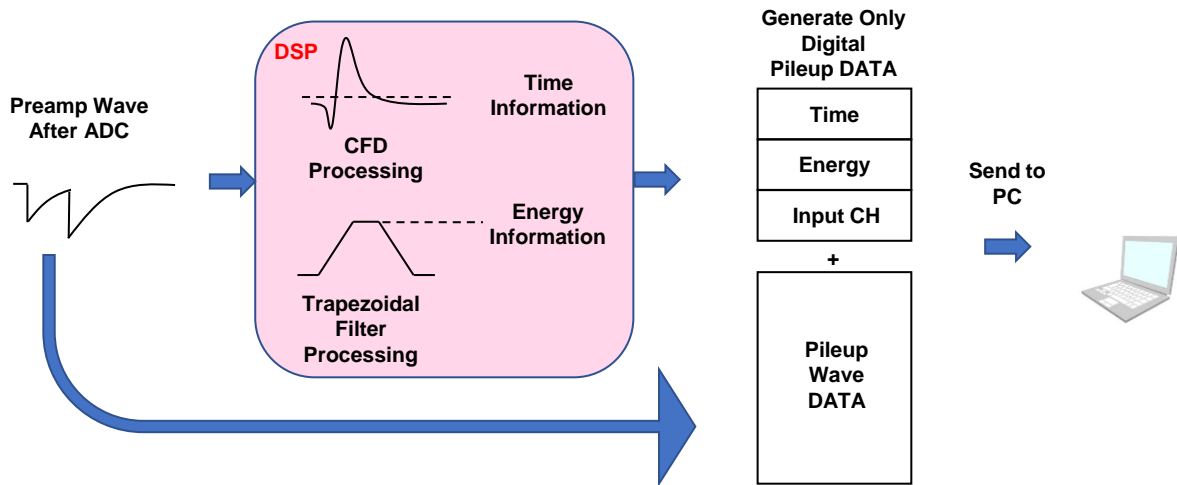 Preamp Wave
After ADC
DSP
CFD
Processing
Time
Information
Trapezoidal
Filter
Processing
Energy
Information
Generate Only
Digital
Pileup DATA
Time
Energy
Input CH
+
Pileup
Wave
DATA
Send to
PC